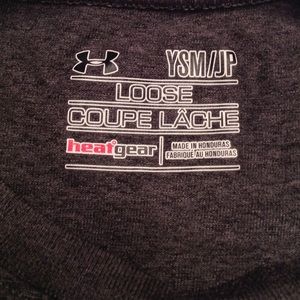 YSM/JP
LOOSE
COUPE LÂCHE
heatgear
MADE IN HONDURAS
FABRIQUÉ AU HONDURAS